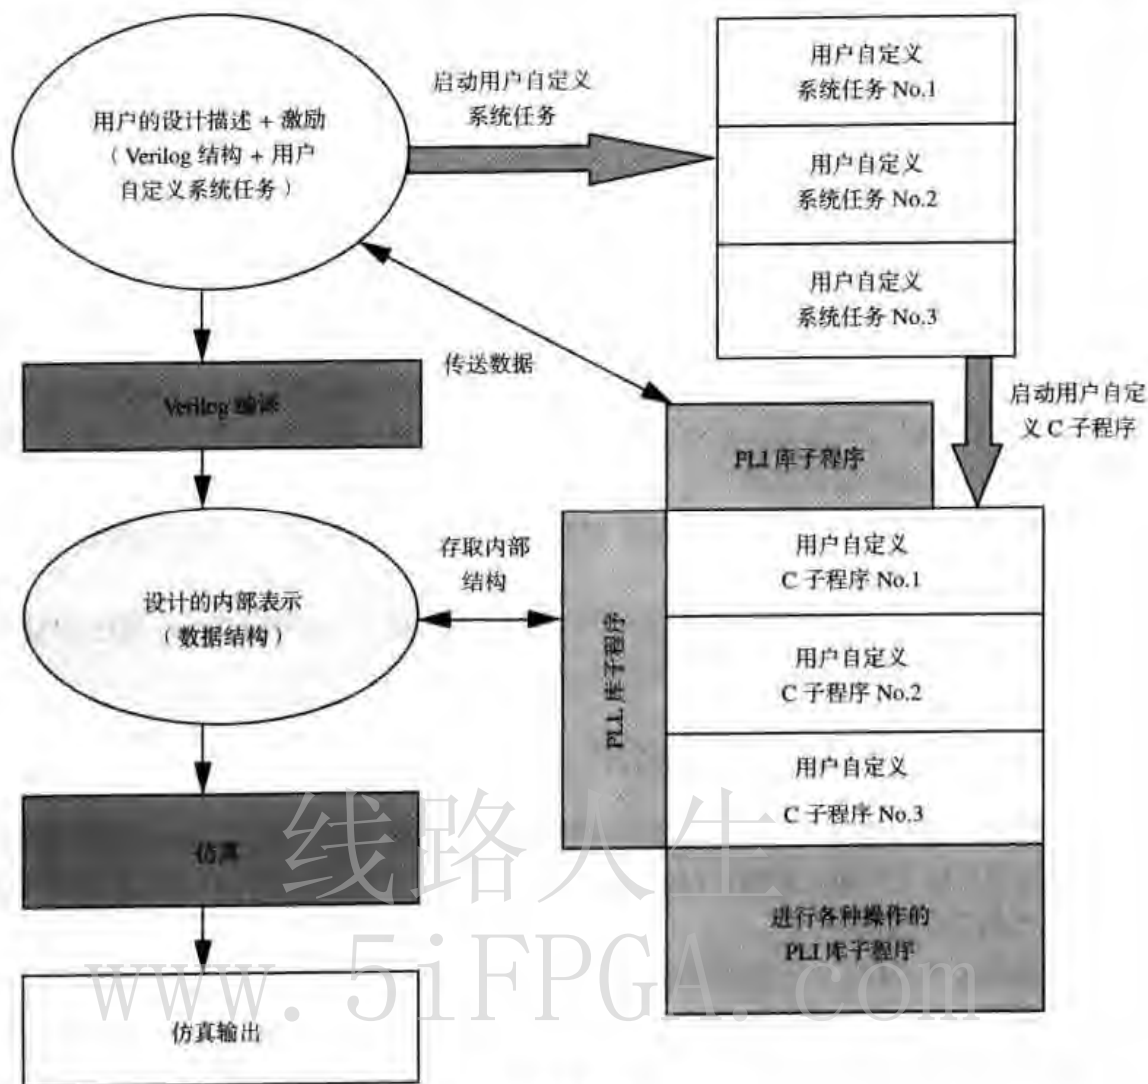 用户的设计描述 + 激励
（Verilog 结构 + 用户
自定义系统任务）
启动用户自定义
系统任务
用户自定义
系统任务 No.1
用户自定义
系统任务 No.2
用户自定义
系统任务 No.3
传送数据
启动用户自定
义 C 子程序
Verilog 编译
PLI 库子程序
存取内部
结构
设计的内部表示
（数据结构）
PLL 库子程序
用户自定义
C 子程序 No.1
用户自定义
C 子程序 No.2
用户自定义
C 子程序 No.3
仿真
进行各种操作的
PLI 库子程序
仿真输出
线路人生
www. 5iFPGA. com